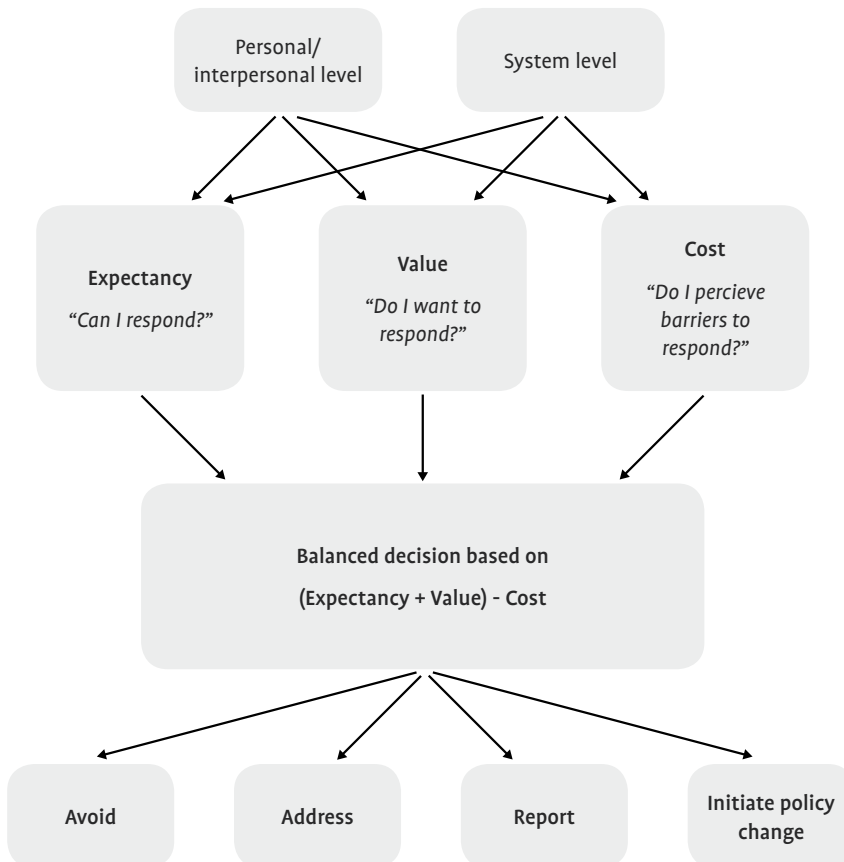 Personal/
interpersonal level
System level
Expectancy
“Can I respond?”
Value
“Do I want to
respond?”
Cost
“Do I percieve
barriers to
respond?”
Balanced decision based on
(Expectancy + Value) - Cost
Avoid
Address
Report
Initiate policy
change